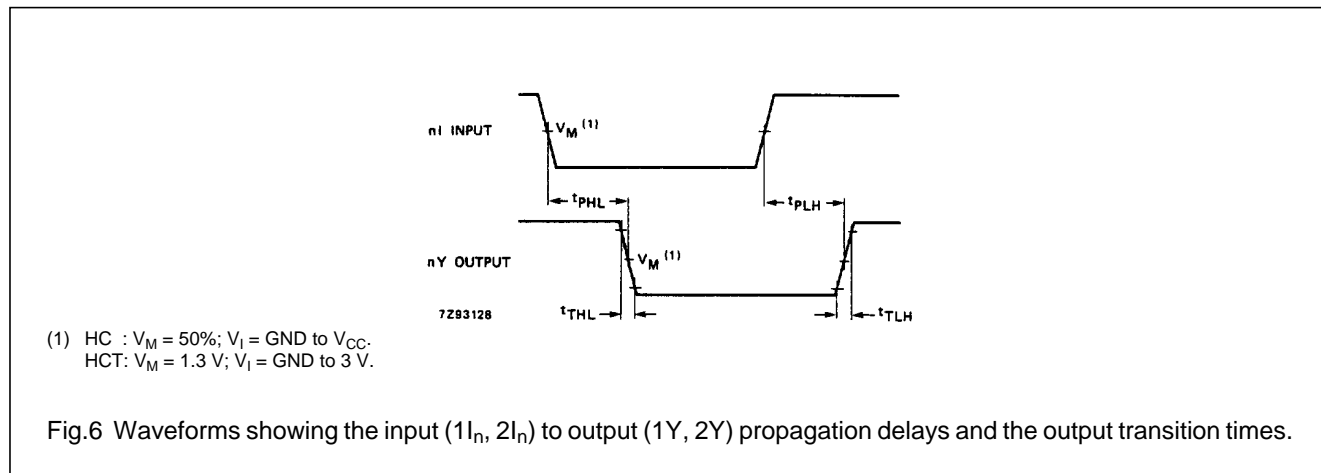 nI INPUT
VM (1)
tPHL
tPLH
nY OUTPUT
VM (1)
7Z93128
tTHL
tTLH
(1) HC : VM = 50%; VI = GND to VCC.
HCT: VM = 1.3 V; VI = GND to 3 V.
Fig.6 Waveforms showing the input (1In, 2In) to output (1Y, 2Y) propagation delays and the output transition times.